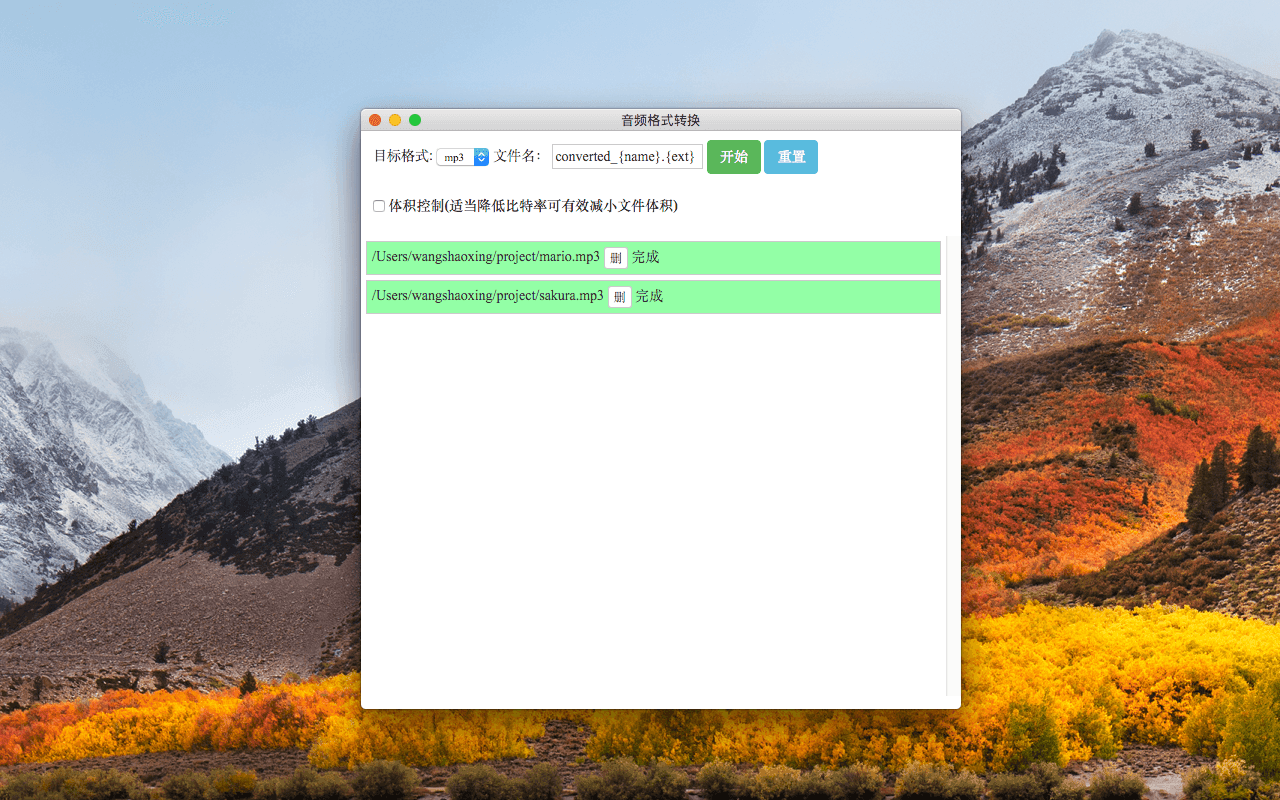 音频格式转换
目标格式: mp3 文件名： converted_{name}.{ext} 开始 重置
体积控制(适当降低比特率可有效减小文件体积)
/Users/wangshaoxing/project/mario.mp3 删 完成
/Users/wangshaoxing/project/sakura.mp3 删 完成